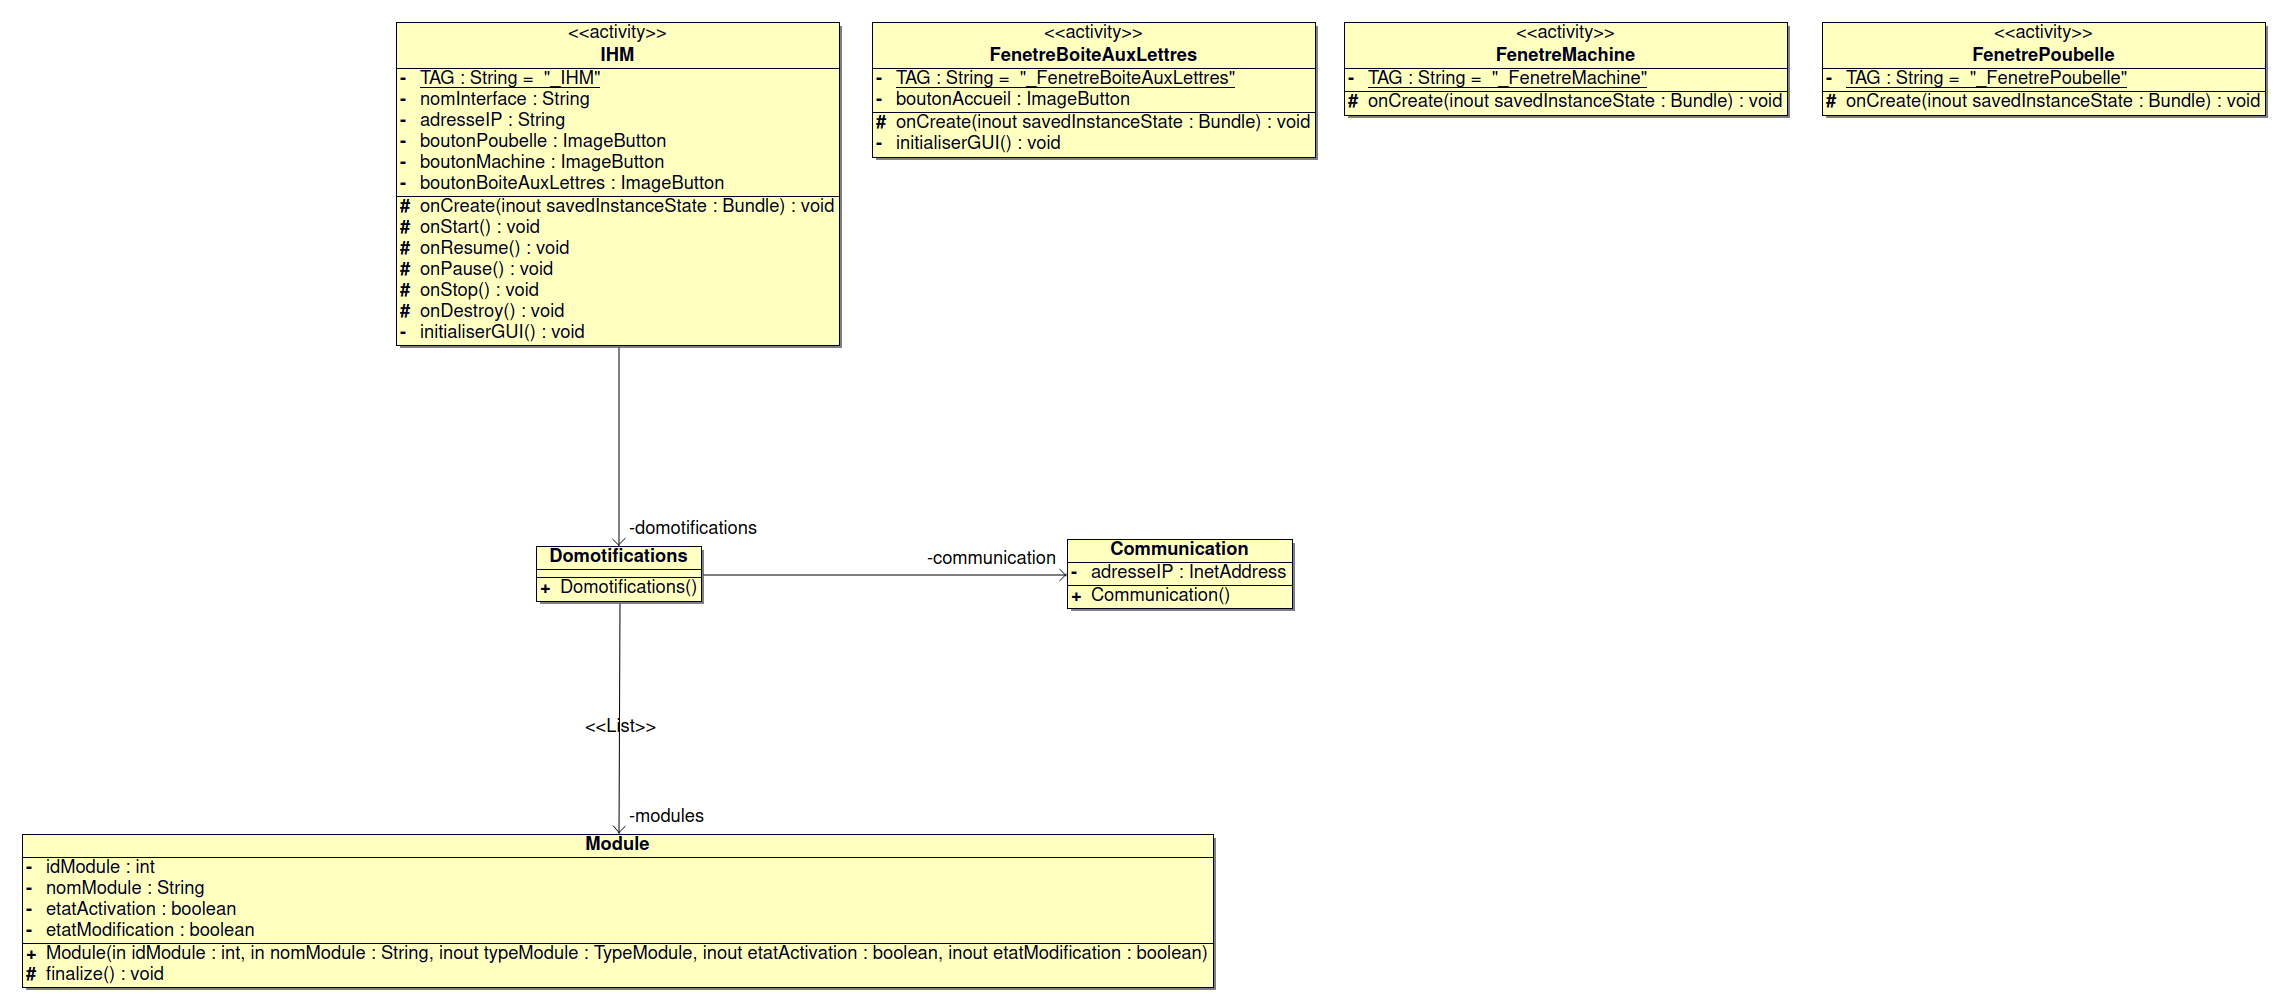 <<activity>>
IHM
- TAG : String = "_IHM"
- nomInterface : String
- adresseIP : String
- boutonPoubelle : ImageButton
- boutonMachine : ImageButton
- boutonBoiteAuxLettres : ImageButton
# onCreate(inout savedInstanceState : Bundle) : void
# onStart() : void
# onResume() : void
# onPause() : void
# onStop() : void
# onDestroy() : void
- initialiserGUI() : void
<<activity>>
FenetreBoiteAuxLettres
- TAG : String = "_FenetreBoiteAuxLettres"
- boutonAccueil : ImageButton
# onCreate(inout savedInstanceState : Bundle) : void
- initialiserGUI() : void
<<activity>>
FenetreMachine
- TAG : String = "_FenetreMachine"
# onCreate(inout savedInstanceState : Bundle) : void
<<activity>>
FenetrePoubelle
- TAG : String = "_FenetrePoubelle"
# onCreate(inout savedInstanceState : Bundle) : void
-domotifications
Domotifications
+ Domotifications()
-communication
Communication
- adresseIP : InetAddress
+ Communication()
<<List>>
-modules
Module
- idModule : int
- nomModule : String
- etatActivation : boolean
- etatModification : boolean
+ Module(in idModule : int, in nomModule : String, inout typeModule : TypeModule, inout etatActivation : boolean, inout etatModification : boolean)
# finalize() : void